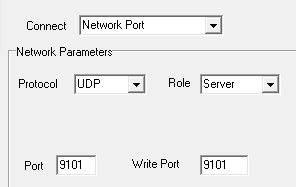 Connect Network Port
Network Parameters
Protocol UDP Role Server
Port 9101 Write Port 9101